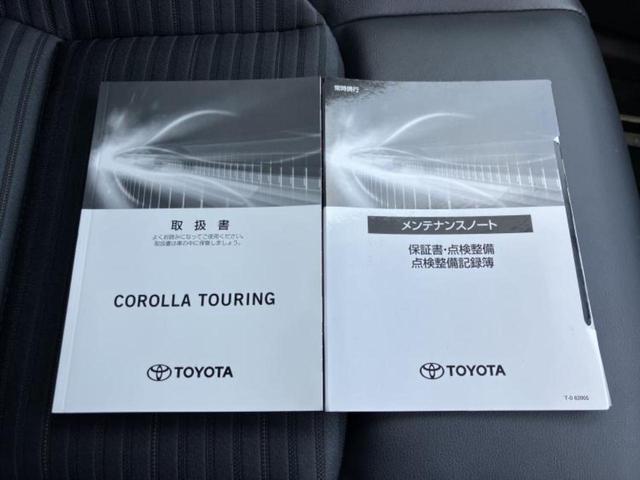 取扱書
よくお読みになってご使用ください。
取扱書は車の中に保管しましょう。
COROLLA TOURING
TOYOTA
常時携行
メンテナンスノート
保証書・点検整備
点検整備記録簿
TOYOTA